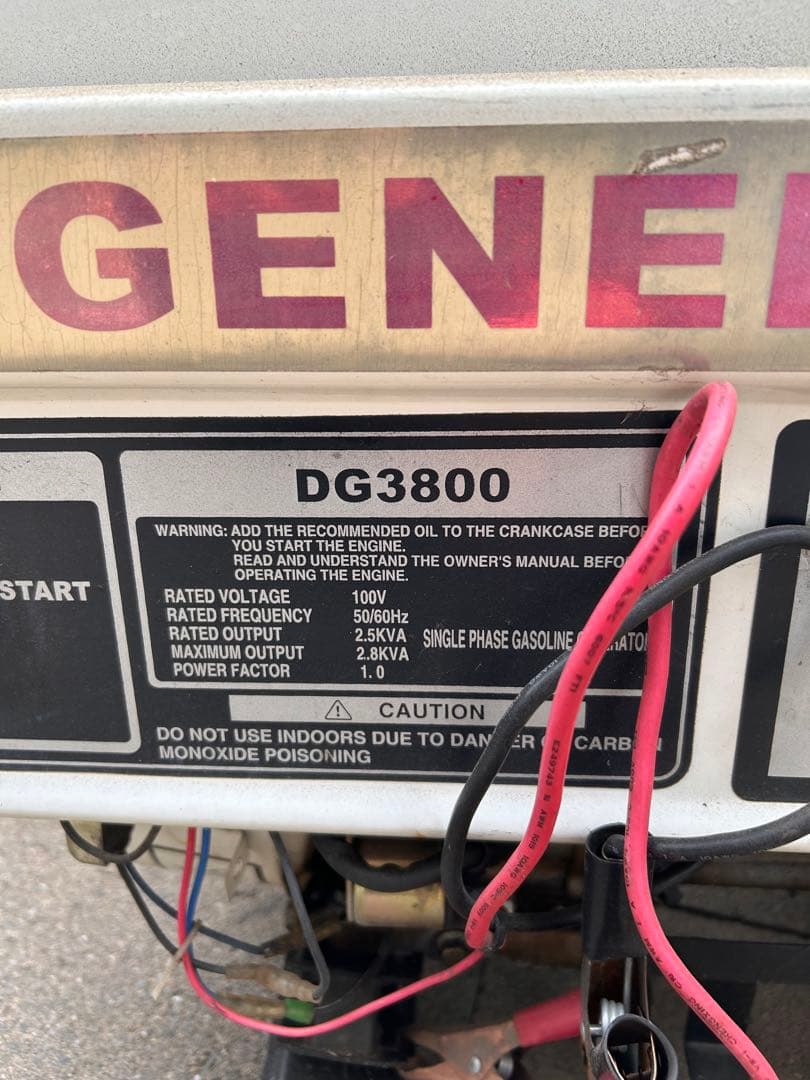 GENE
DG3800
WARNING: ADD THE RECOMMENDED OIL TO THE CRANKCASE BEFO
YOU START THE ENGINE.
READ AND UNDERSTAND THE OWNER'S MANUAL BEFO
OPERATING THE ENGINE.
START
RATED VOLTAGE 100V
RATED FREQUENCY 50/60Hz
RATED OUTPUT 2.5KVA
MAXIMUM OUTPUT 2.8KVA
POWER FACTOR 1.0
SINGLE PHASE GASOLINE
CAUTION
DO NOT USE INDOORS DUE TO DANGER OF CARBON
MONOXIDE POISONING